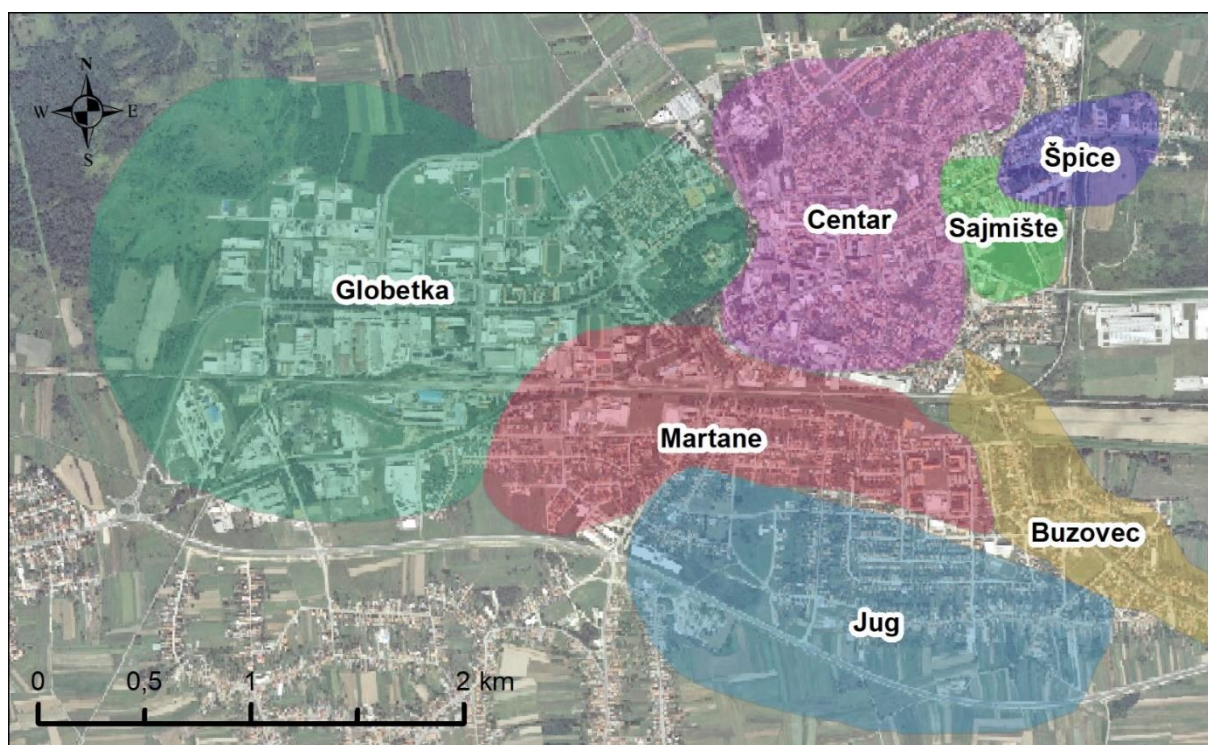 N
W E
S
Špice
Centar
Sajmište
Globetka
Martane
Buzovec
Jug
0 0,5 1 2 km